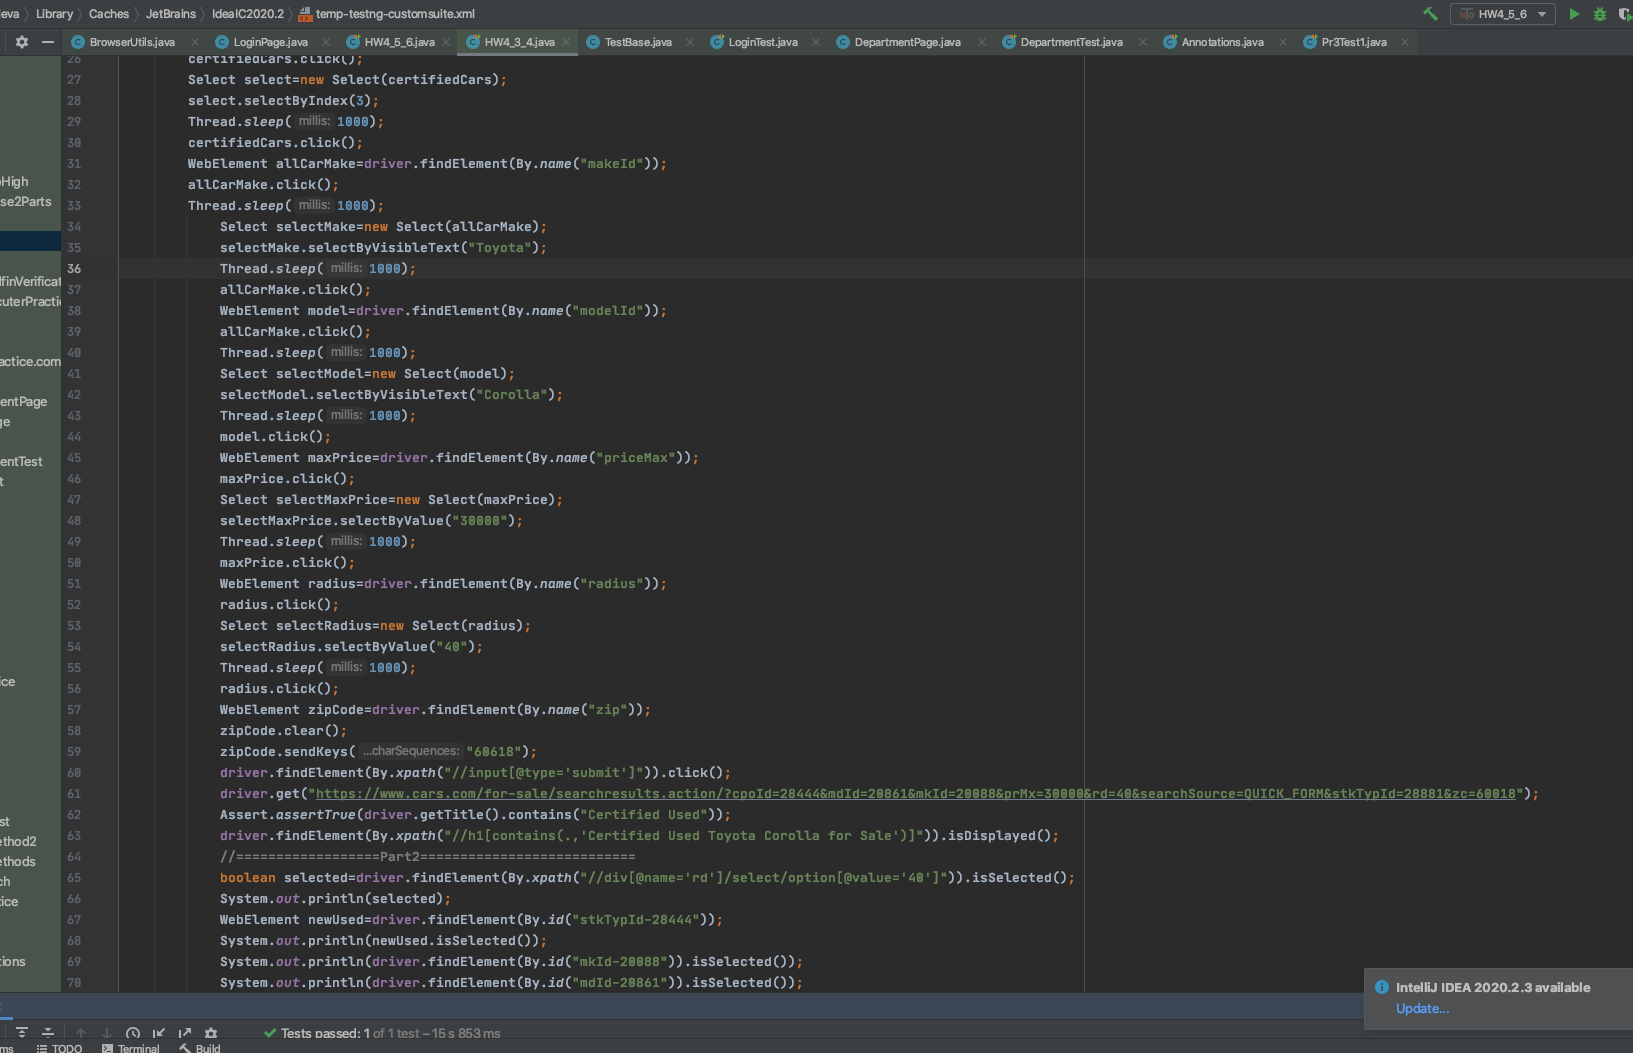 ieva Library Caches JetBrains IdeaIC2020.2 temp-testng-customsuite.xml HW4_5_6
BrowserUtils.java LoginPage.java HW4_5_6.java HW4_3_4.java TestBase.java LoginTest.java DepartmentPage.java DepartmentTest.java Annotations.java Pr3Test1.java
26 certifiedCars.click();
27 Select select=new Select(certifiedCars);
28 select.selectByIndex(3);
29 Thread.sleep( millis: 1000);
30 certifiedCars.click();
31 WebElement allCarMake=driver.findElement(By.name("makeId"));
32 allCarMake.click();
33 Thread.sleep( millis: 1000);
34 Select selectMake=new Select(allCarMake);
35 selectMake.selectByVisibleText("Toyota");
36 Thread.sleep( millis: 1000);
37 allCarMake.click();
38 WebElement model=driver.findElement(By.name("modelId"));
39 allCarMake.click();
40 Thread.sleep( millis: 1000);
41 Select selectModel=new Select(model);
42 selectModel.selectByVisibleText("Corolla");
43 Thread.sleep( millis: 1000);
44 model.click();
45 WebElement maxPrice=driver.findElement(By.name("priceMax"));
46 maxPrice.click();
47 Select selectMaxPrice=new Select(maxPrice);
48 selectMaxPrice.selectByValue("30000");
49 Thread.sleep( millis: 1000);
50 maxPrice.click();
51 WebElement radius=driver.findElement(By.name("radius"));
52 radius.click();
53 Select selectRadius=new Select(radius);
54 selectRadius.selectByValue("40");
55 Thread.sleep( millis: 1000);
56 radius.click();
57 WebElement zipCode=driver.findElement(By.name("zip"));
58 zipCode.clear();
59 zipCode.sendKeys( ...charSequences: "60618");
60 driver.findElement(By.xpath("//input[@type='submit']")).click();
61 driver.get("https://www.cars.com/for-sale/searchresults.action/?cpoId=28444&mdId=20861&mkId=20088&prMx=30000&rd=40&searchSource=QUICK_FORM&stkTypId=28881&zc=60018");
62 Assert.assertTrue(driver.getTitle().contains("Certified Used"));
63 driver.findElement(By.xpath("//h1[contains(.,'Certified Used Toyota Corolla for Sale')]")).isDisplayed();
64 //==================Part2===========================
65 boolean selected=driver.findElement(By.xpath("//div[@name='rd']/select/option[@value='40']")).isSelected();
66 System.out.println(selected);
67 WebElement newUsed=driver.findElement(By.id("stkTypId-28444"));
68 System.out.println(newUsed.isSelected());
69 System.out.println(driver.findElement(By.id("mkId-20088")).isSelected());
70 System.out.println(driver.findElement(By.id("mdId-20861")).isSelected());
oHigh
se2Parts
lfinVerificat
cuterPractic
actice.com
entPage
ge
entTest
t
ice
st
ethod2
ethods
ch
tice
tions
IntelliJ IDEA 2020.2.3 available
Update...
Tests passed: 1 of 1 test – 15 s 853 ms
ms TODO Terminal Build